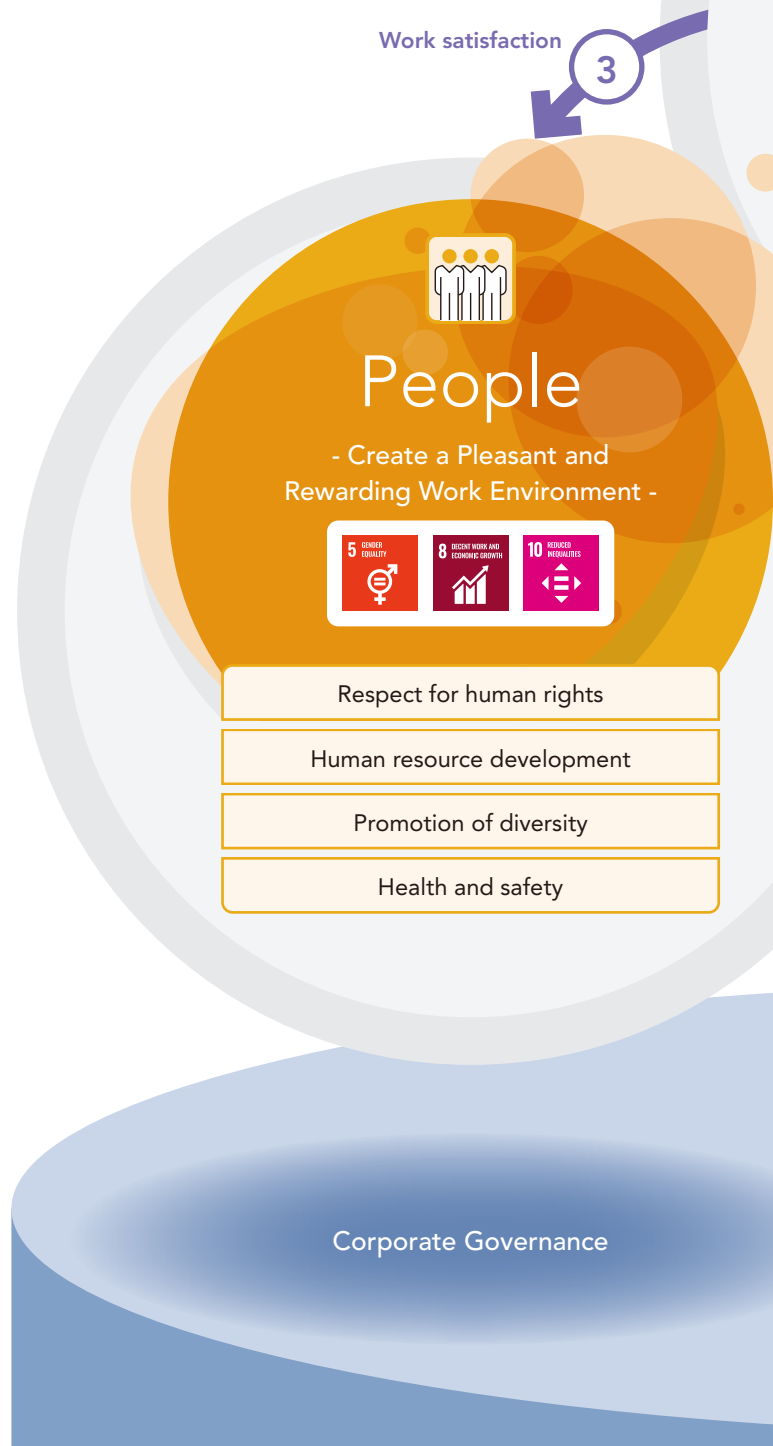 Work satisfaction
3
People
- Create a Pleasant and
Rewarding Work Environment -
5 GENDER
EQUALITY
8 DECENT WORK AND
ECONOMIC GROWTH
10 REDUCED
INEQUALITIES
Respect for human rights
Human resource development
Promotion of diversity
Health and safety
Corporate Governance